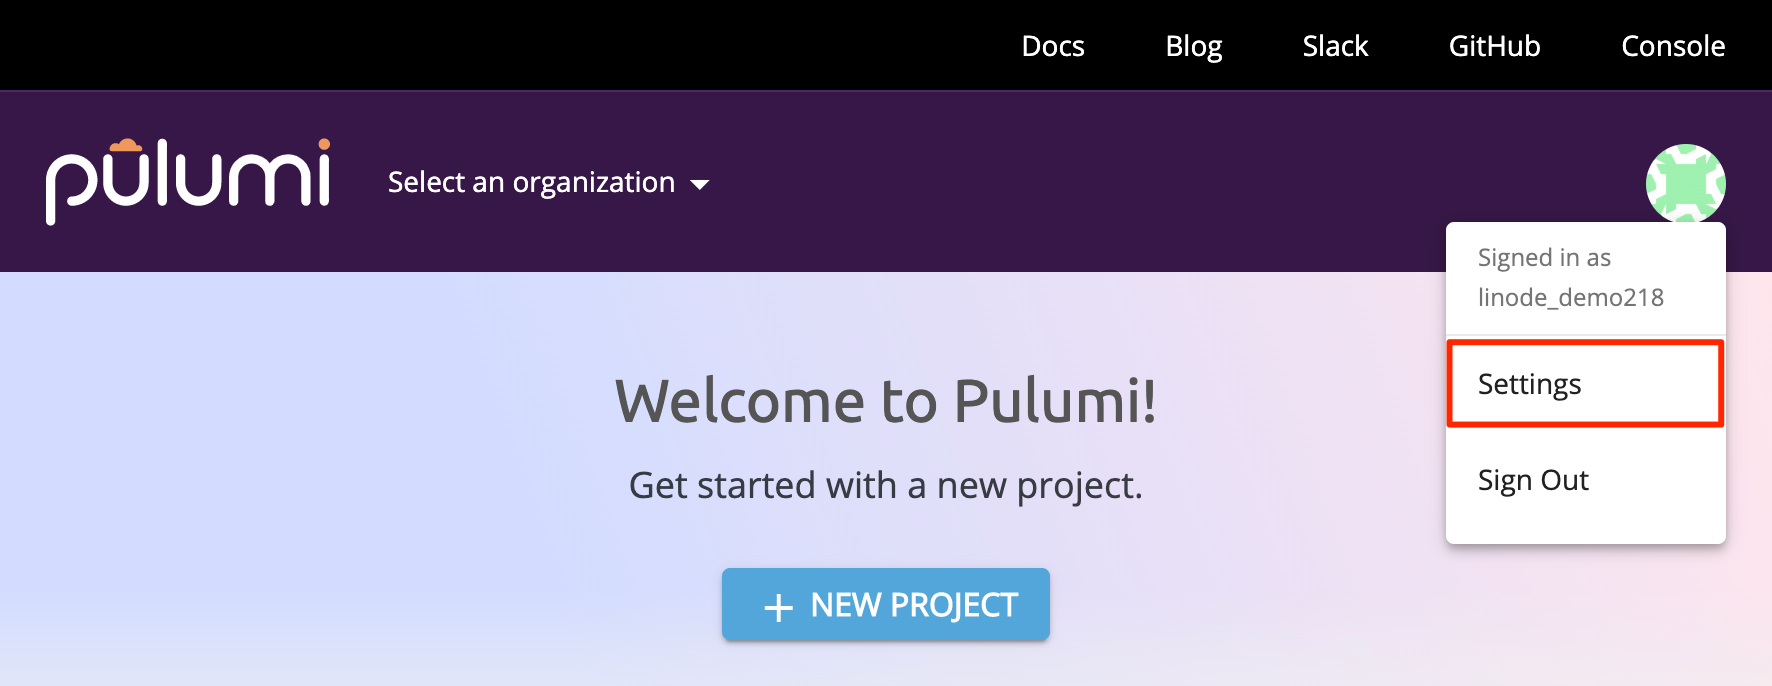 Docs Blog Slack GitHub Console
pulumi Select an organization
Signed in as
linode_demo218
Settings
Sign Out
Welcome to Pulumi!
Get started with a new project.
+ NEW PROJECT